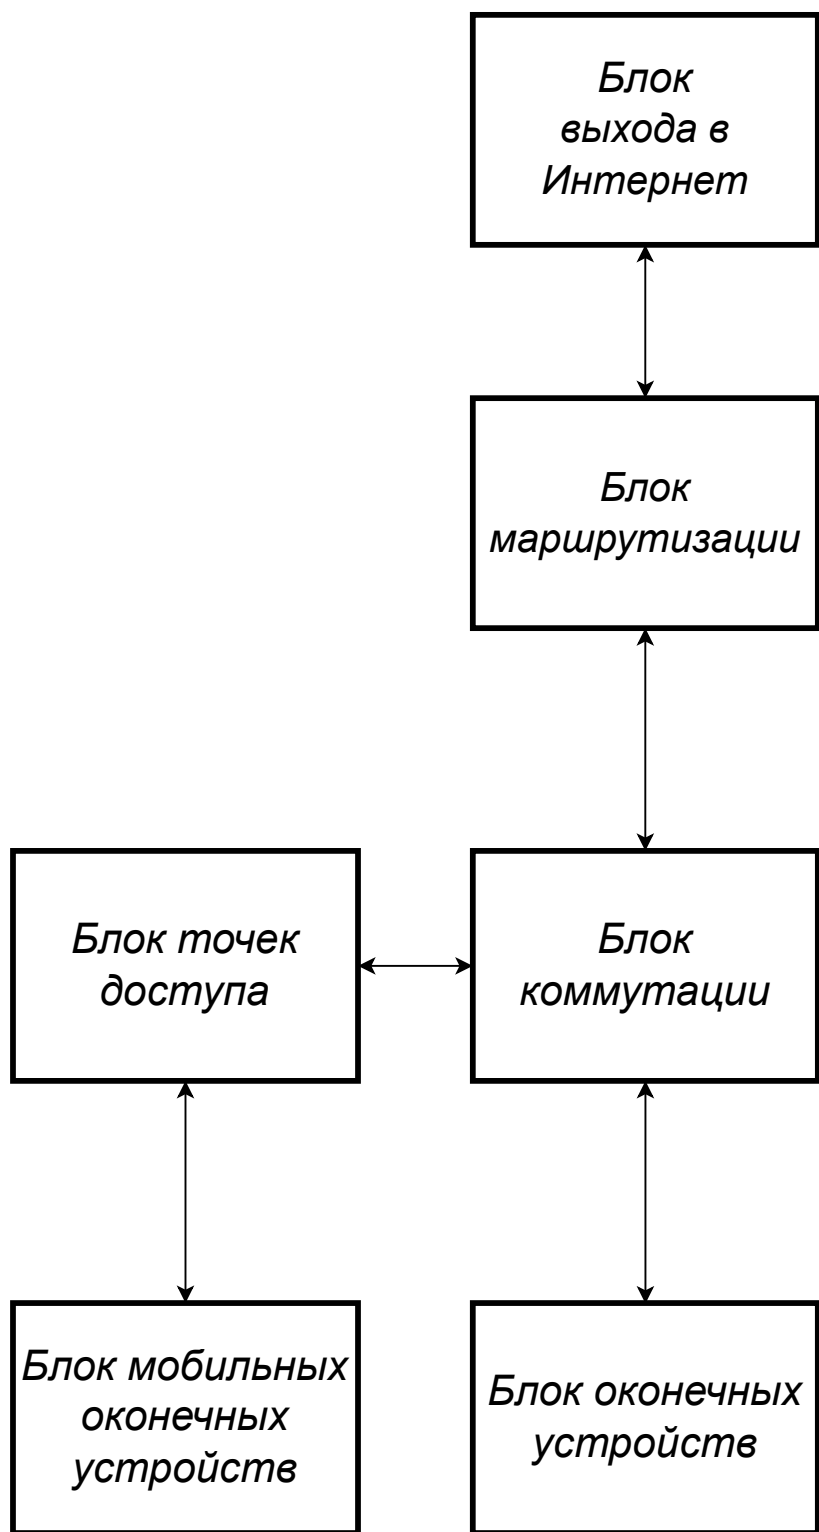 Блок
выхода в
Интернет
Блок
маршрутизации
Блок точек
доступа
Блок
коммутации
Блок мобильных
оконечных
устройств
Блок оконечных
устройств